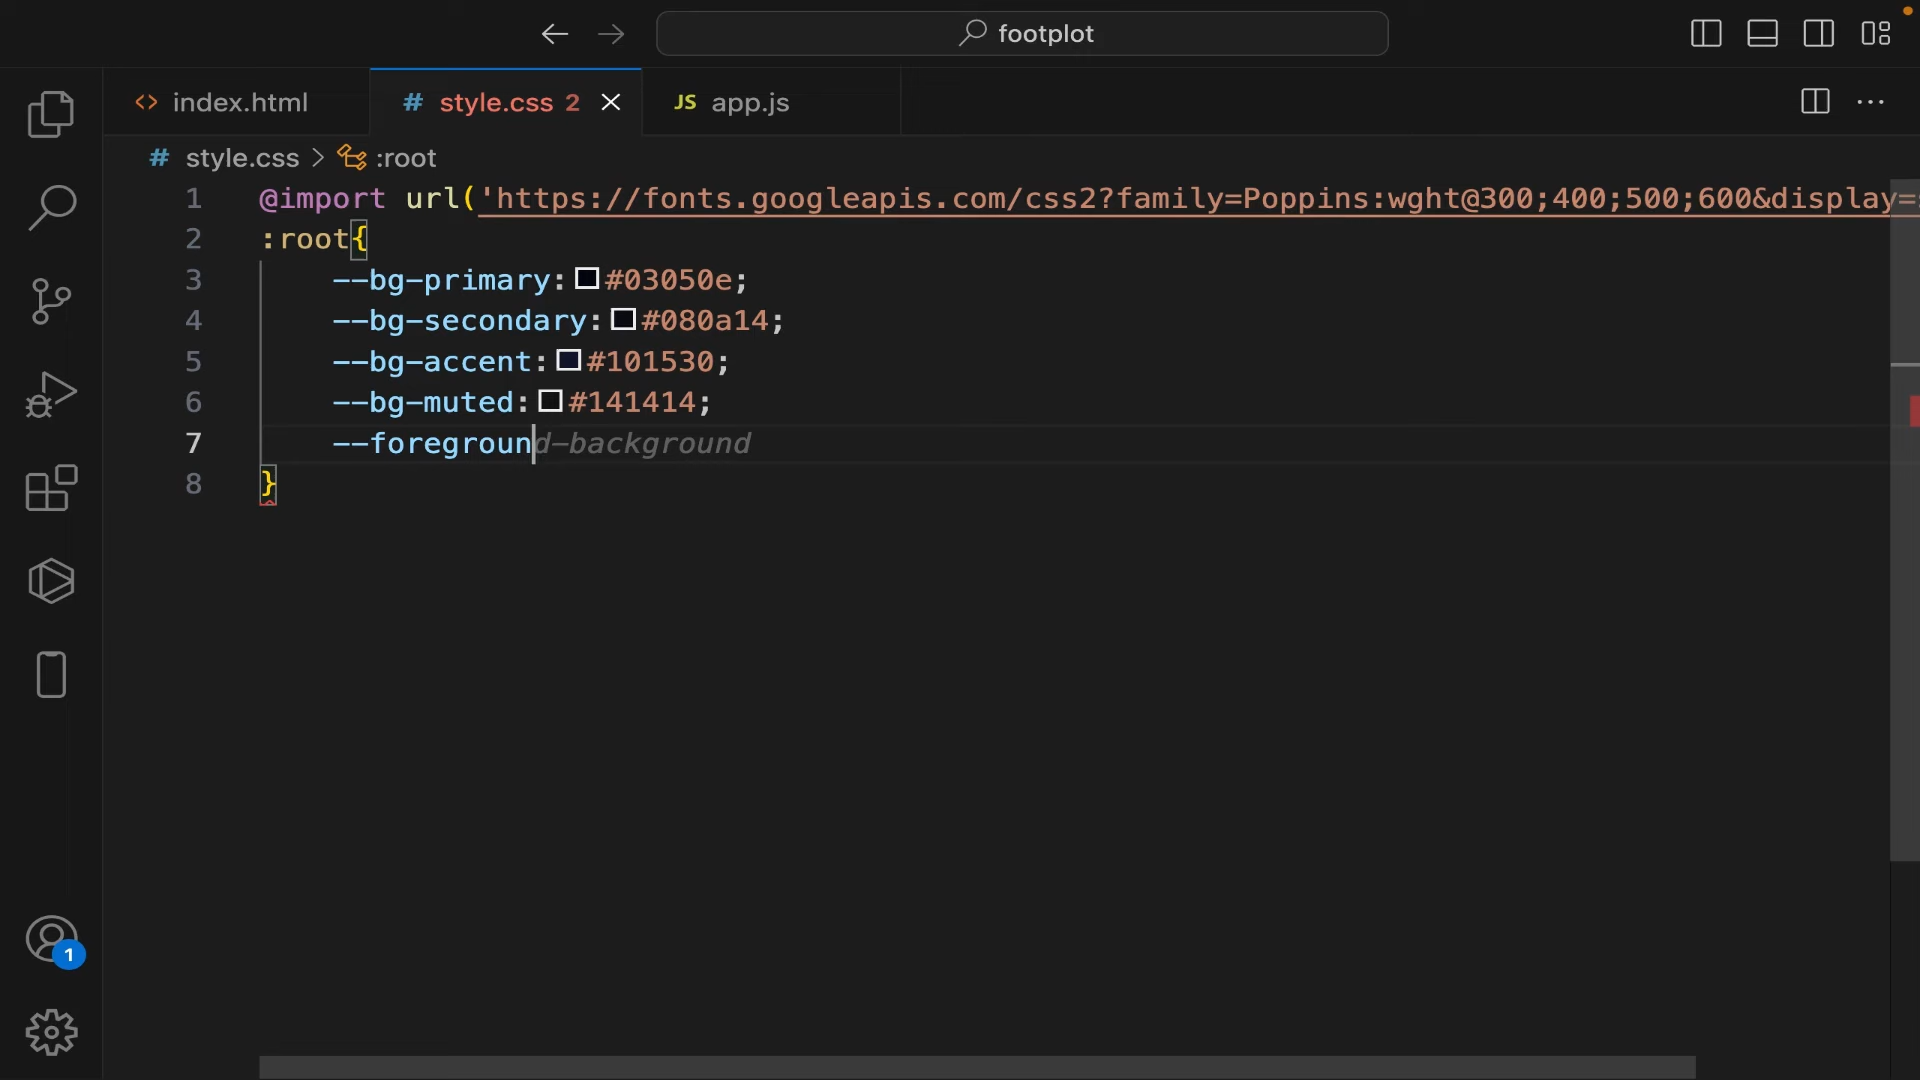 footplot
index.html
style.css 2
JS app.js
# style.css > :root
1 @import url('https://fonts.googleapis.com/css2?family=Poppins:wght@300;400;500;600&display=
2 :root{
3 --bg-primary: #03050e;
4 --bg-secondary: #080a14;
5 --bg-accent: #101530;
6 --bg-muted: #141414;
7 --foreground-background
8 }
1